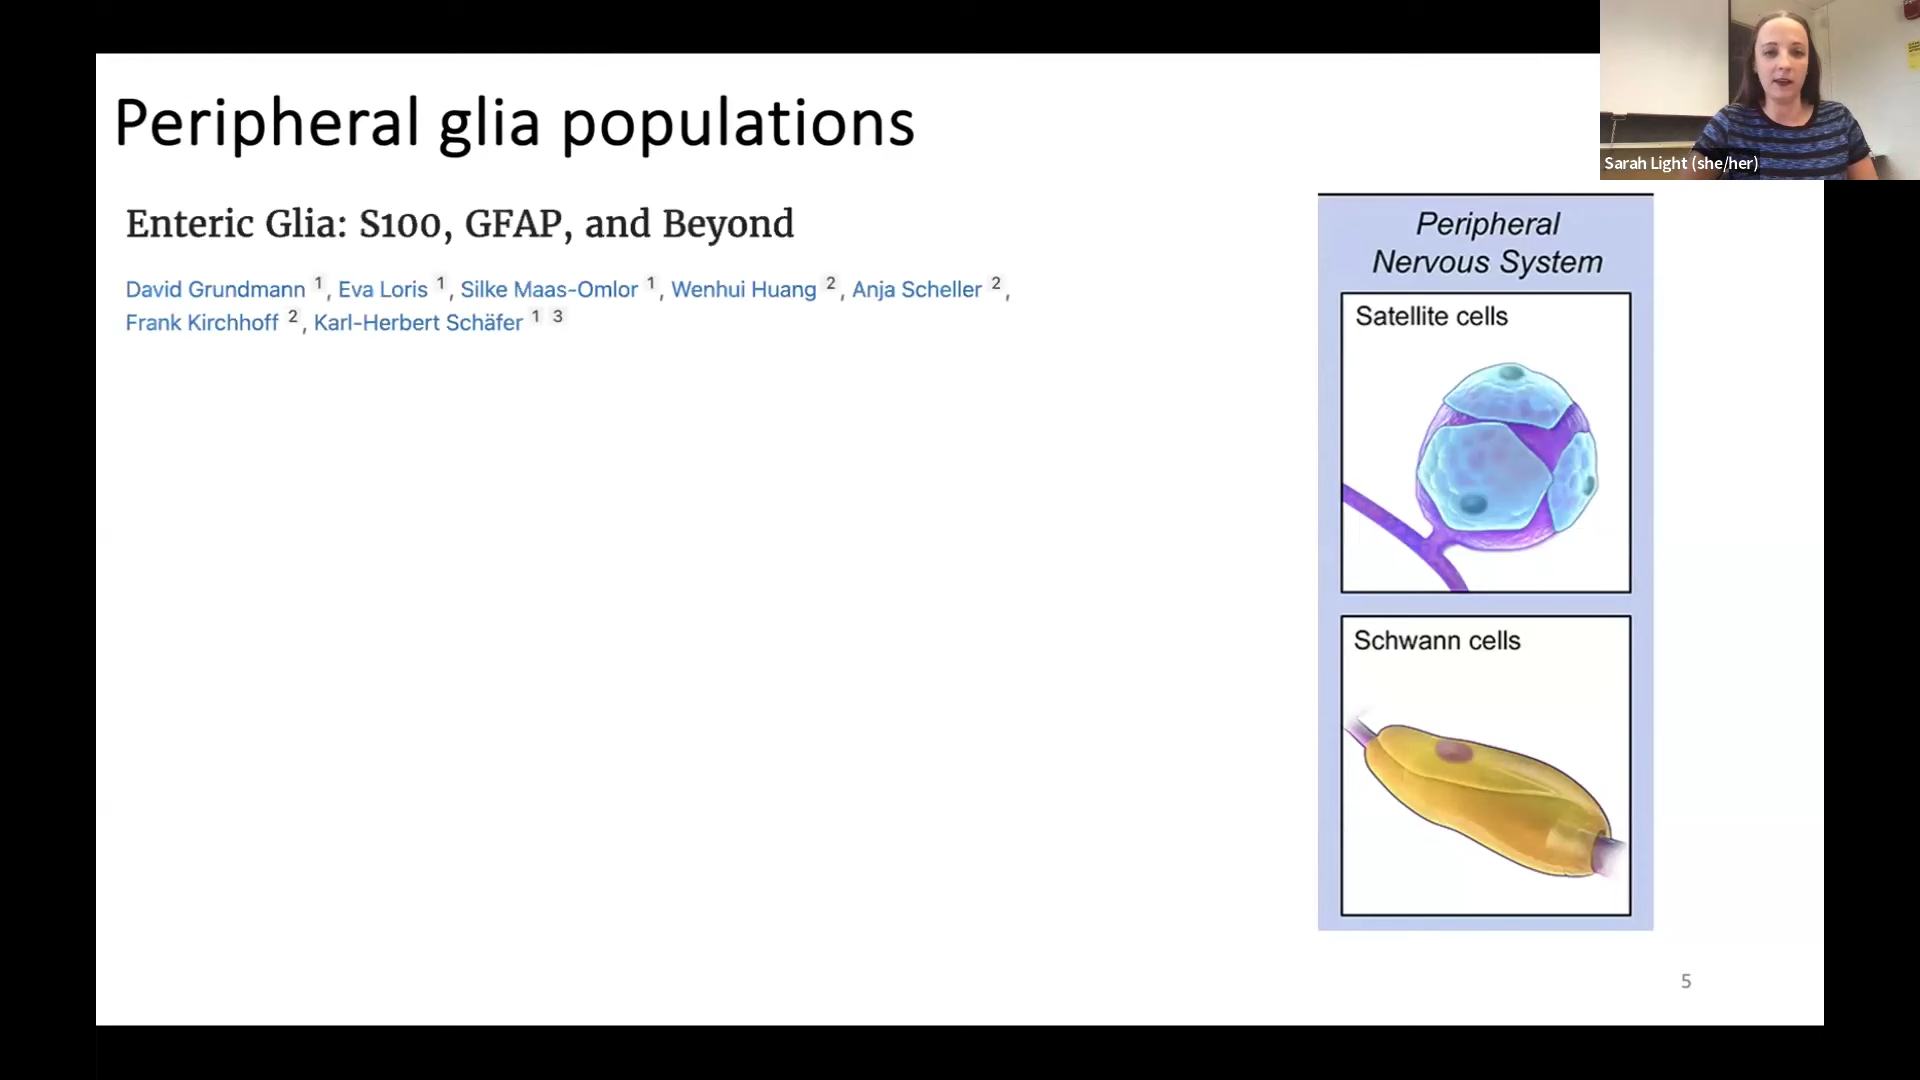 Peripheral glia populations
Sarah Light (she/her)
Enteric Glia: S100, GFAP, and Beyond
David Grundmann 1, Eva Loris 1, Silke Maas-Omlor 1, Wenhui Huang 2, Anja Scheller 2,
Frank Kirchhoff 2, Karl-Herbert Schäfer 1 3
Peripheral
Nervous System
Satellite cells
Schwann cells
5